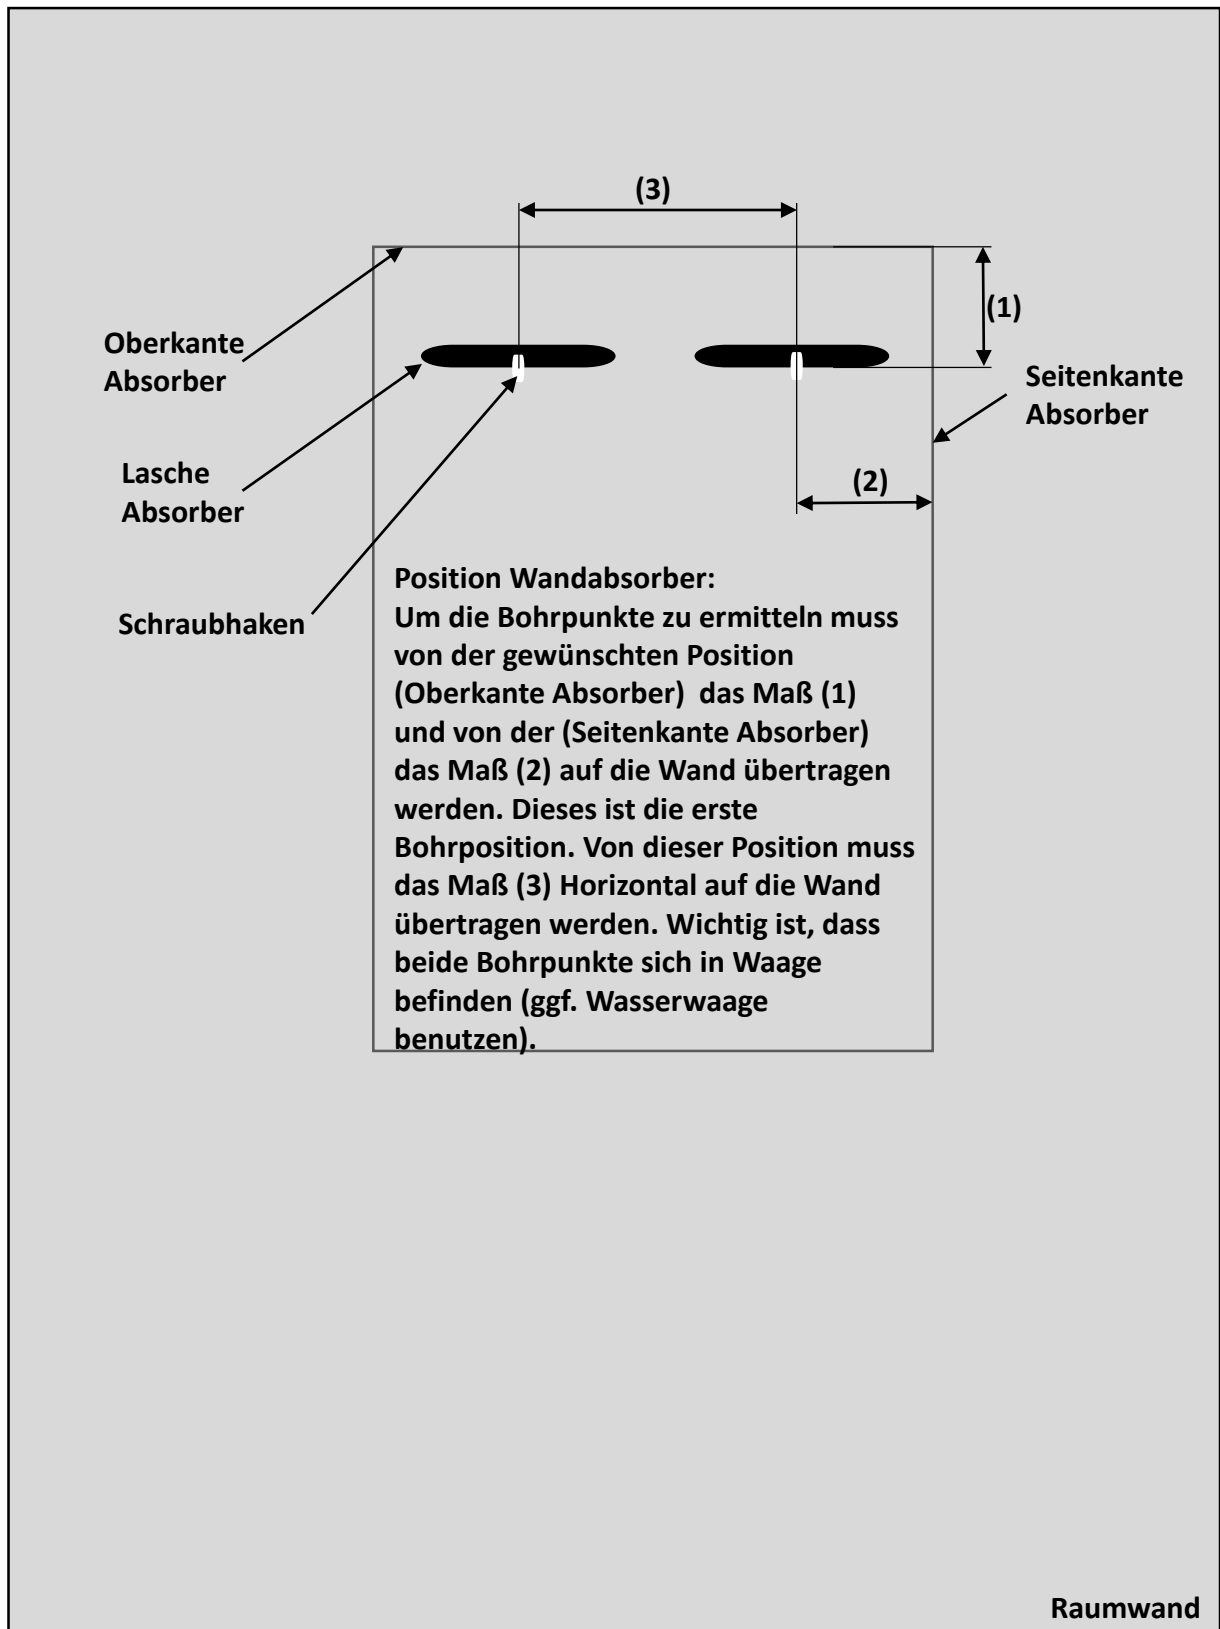 (3)
(1)
Oberkante
Absorber
Seitenkante
Absorber
Lasche
Absorber
(2)
Schraubhaken
Position Wandabsorber:
Um die Bohrpunkte zu ermitteln muss
von der gewünschten Position
(Oberkante Absorber)  das Maß (1)
und von der (Seitenkante Absorber)
das Maß (2) auf die Wand übertragen
werden. Dieses ist die erste
Bohrposition. Von dieser Position muss
das Maß (3) Horizontal auf die Wand
übertragen werden. Wichtig ist, dass
beide Bohrpunkte sich in Waage
befinden (ggf. Wasserwaage
benutzen).
Raumwand